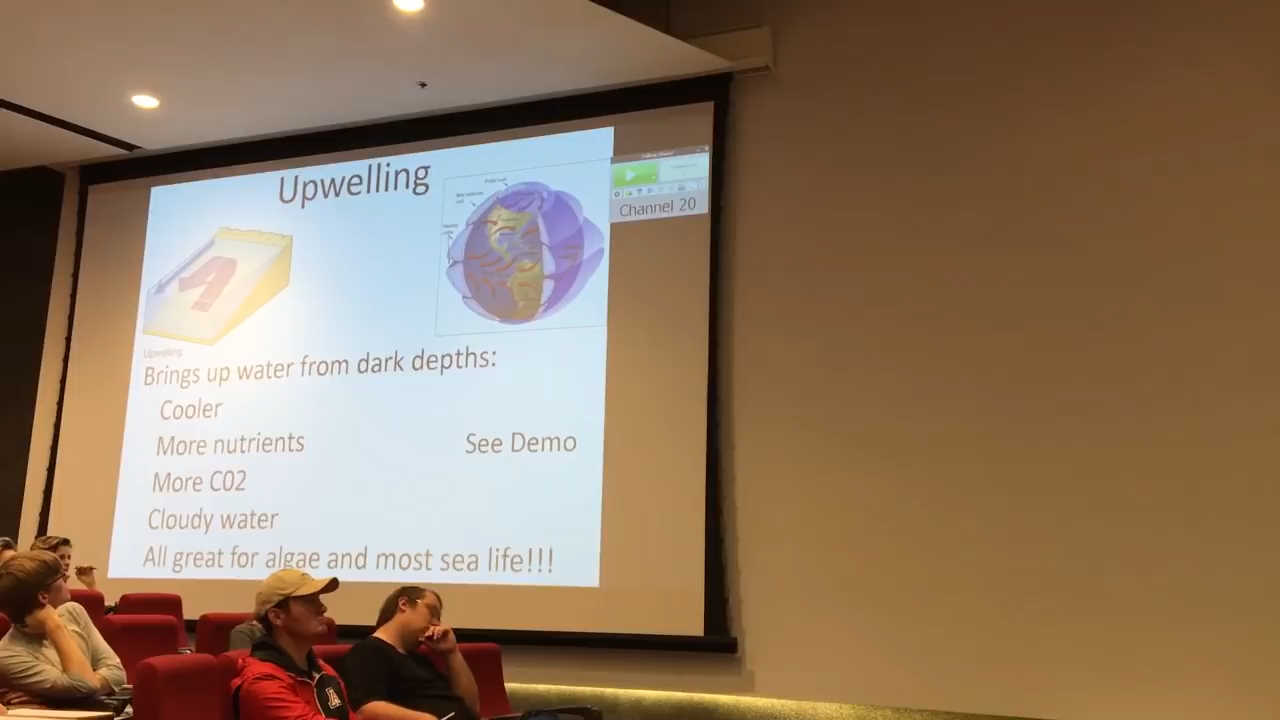 Upwelling
Channel 20
Upwelling
Brings up water from dark depths:
Cooler
More nutrients
See Demo
More C02
Cloudy water
All great for algae and most sea life!!!
A